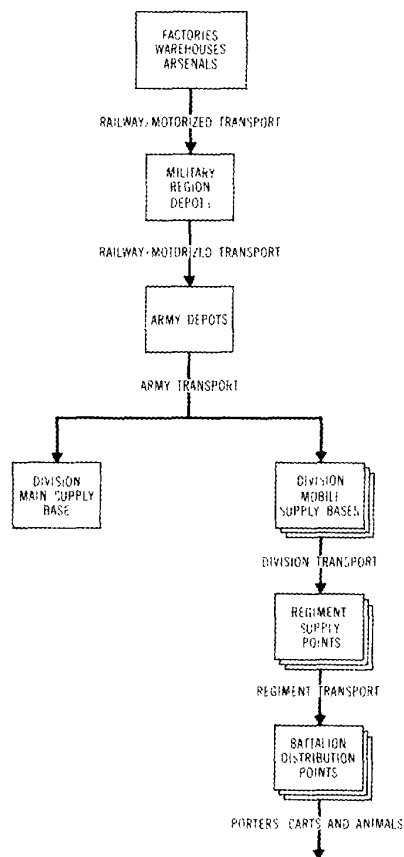 FACTORIES
WAREHOUSES
ARSENALS
RAILWAY/MOTORIZED TRANSPORT
MILITARY
REGION
DEPOTS
RAILWAY/MOTORIZED TRANSPORT
ARMY DEPOTS
ARMY TRANSPORT
DIVISION
MAIN SUPPLY
BASE
DIVISION
MOBILE
SUPPLY BASES
DIVISION TRANSPORT
REGIMENT
SUPPLY
POINTS
REGIMENT TRANSPORT
BATTALION
DISTRIBUTION
POINTS
PORTERS CARTS AND ANIMALS